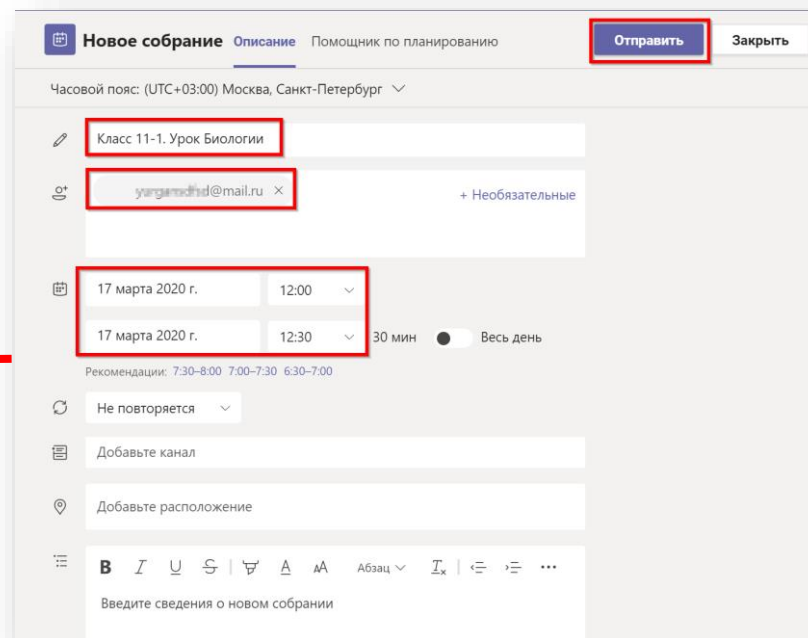 Новое собрание Описание Помощник по планированию Отправить Закрыть
Часовой пояс: (UTC+03:00) Москва, Санкт-Петербург
Класс 11-1. Урок Биологии
@mail.ru × + Необязательные
17 марта 2020 г. 12:00
17 марта 2020 г. 12:30 30 мин Весь день
Рекомендации: 7:30–8:00 7:00–7:30 6:30–7:00
Не повторяется
Добавьте канал
Добавьте расположение
B I U S A AA Абзац Tx ...
Введите сведения о новом собрании